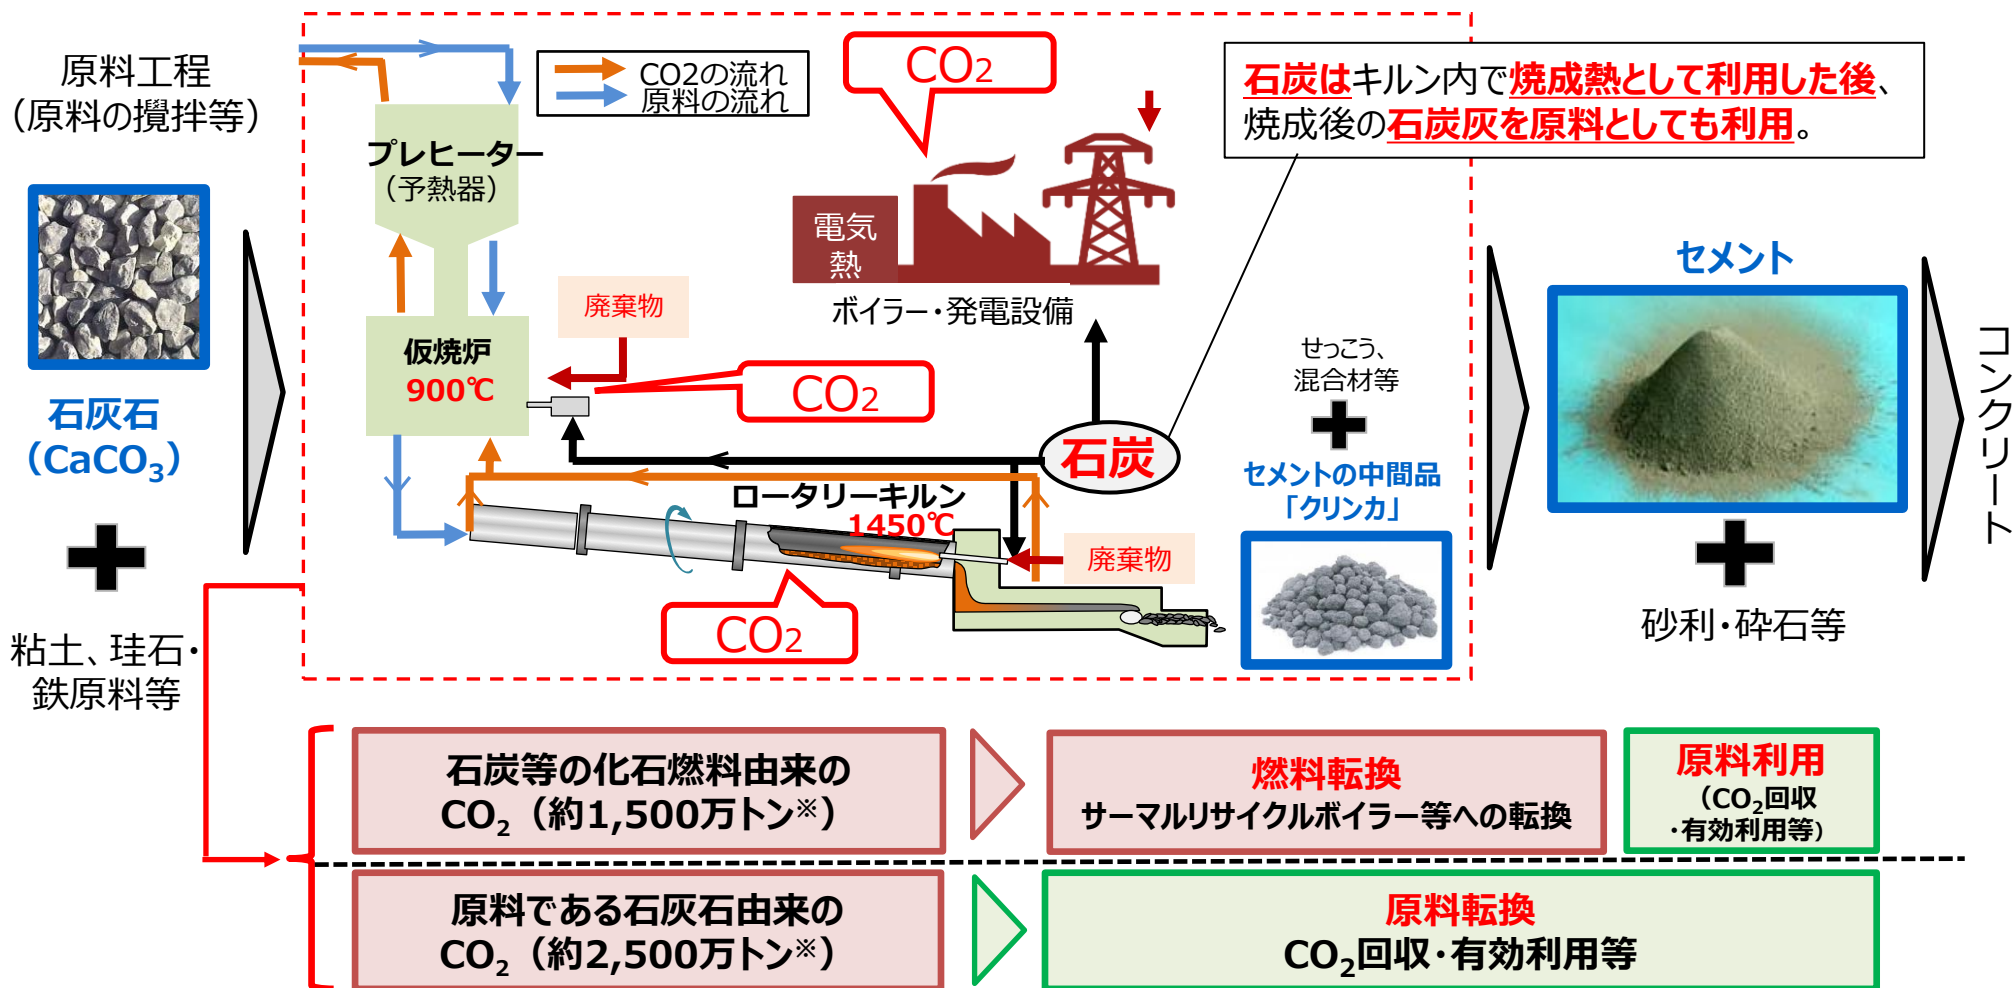 原料工程
（原料の攪拌等）
石灰石
（CaCO3）
粘土、珪石・
鉄原料等
CO2の流れ
原料の流れ
プレヒーター
（予熱器）
仮焼炉
900℃
廃棄物
CO2
CO2
電気
熱
ボイラー・発電設備
石炭はキルン内で焼成熱として利用した後、
焼成後の石炭灰を原料としても利用。
石炭
ロータリーキルン
1450℃
廃棄物
CO2
せっこう、
混合材等
セメントの中間品
「クリンカ」
セメント
砂利・砕石等
コンクリート
石炭等の化石燃料由来の
CO2（約1,500万トン※）
燃料転換
サーマルリサイクルボイラー等への転換
原料利用
（CO2回収
・有効利用等）
原料である石灰石由来の
CO2（約2,500万トン※）
原料転換
CO2回収・有効利用等